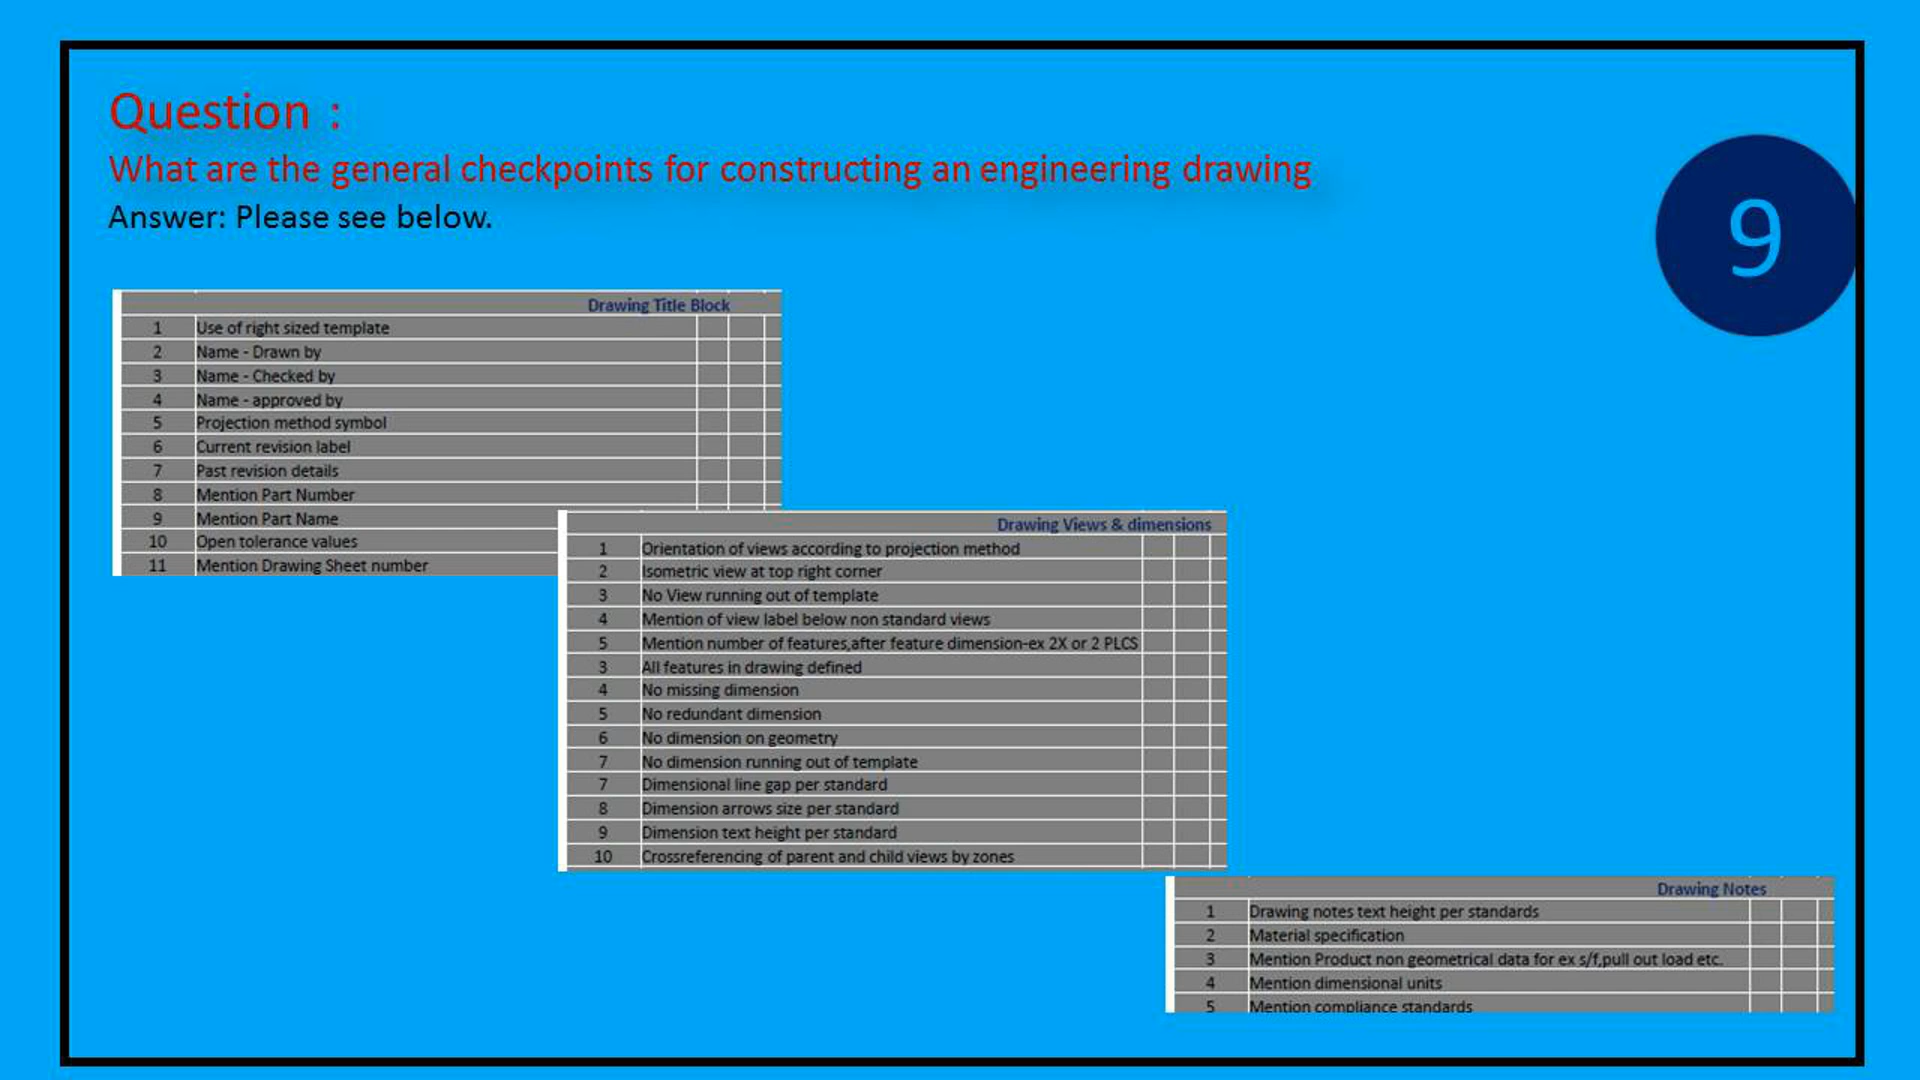 Question :
What are the general checkpoints for constructing an engineering drawing
Answer: Please see below.
9
Drawing Title Block
1 Use of right sized template
2 Name - Drawn by
3 Name - Checked by
4 Name - approved by
5 Projection method symbol
6 Current revision label
7 Past revision details
8 Mention Part Number
9 Mention Part Name
10 Open tolerance values
11 Mention Drawing Sheet number
Drawing Views & dimensions
1 Orientation of views according to projection method
2 Isometric view at top right corner
3 No View running out of template
4 Mention of view label below non standard views
5 Mention number of features,after feature dimension-ex 2X or 2 PLCS
3 All features in drawing defined
4 No missing dimension
5 No redundant dimension
6 No dimension on geometry
7 No dimension running out of template
7 Dimensional line gap per standard
8 Dimension arrows size per standard
9 Dimension text height per standard
10 Crossreferencing of parent and child views by zones
Drawing Notes
1 Drawing notes text height per standards
2 Material specification
3 Mention Product non geometrical data for ex s/f,pull out load etc.
4 Mention dimensional units
5 Mention compliance standards